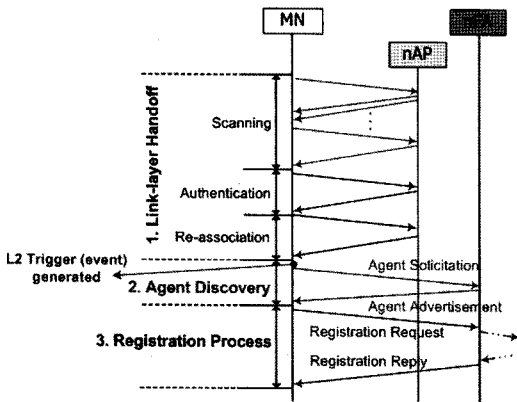 MN
nAP
Scanning
1. Link-layer Handoff
Authentication
Re-association
L2 Trigger (event)
generated
Agent Solicitation
2. Agent Discovery
Agent Advertisement
Registration Request
3. Registration Process
Registration Reply